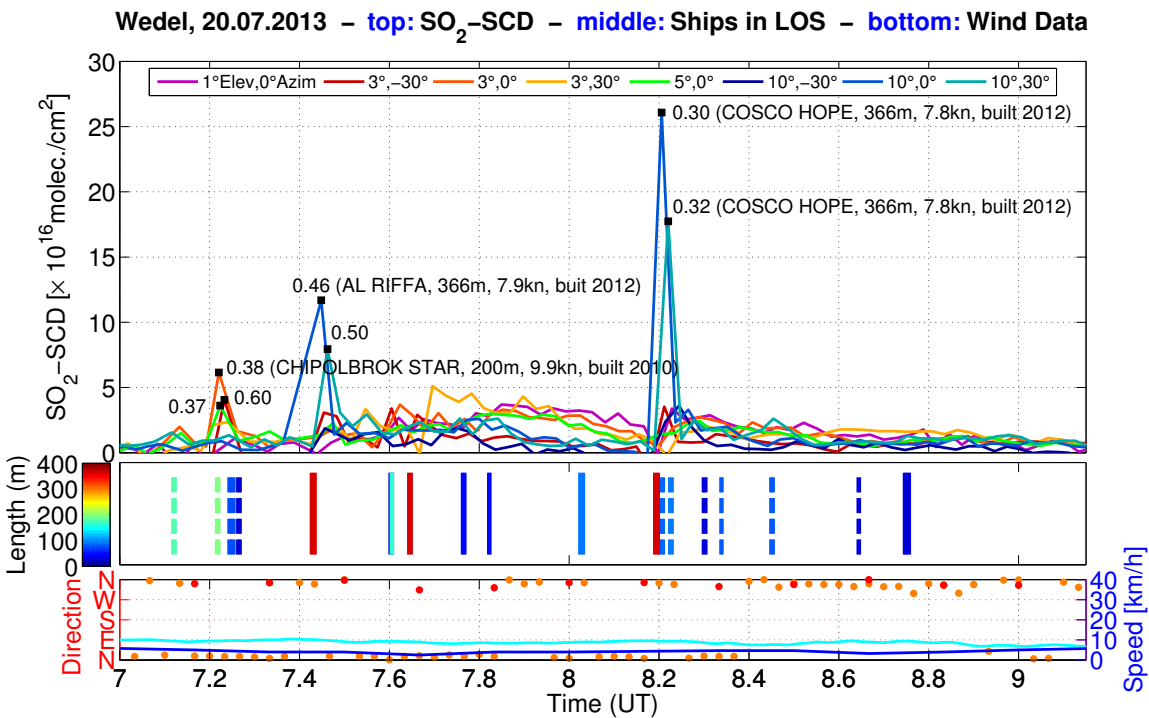 Wedel, 20.07.2013 – top: SO2–SCD – middle: Ships in LOS – bottom: Wind Data
SO2–SCD [× 10^16 molec./cm^2]
30
25
20
15
10
5
0
1°Elev,0°Azim 3°,−30° 3°,0° 3°,30° 5°,0° 10°,−30° 10°,0° 10°,30°
0.30 (COSCO HOPE, 366m, 7.8kn, built 2012)
0.32 (COSCO HOPE, 366m, 7.8kn, built 2012)
0.46 (AL RIFFA, 366m, 7.9kn, buit 2012)
0.50
0.38 (CHIPOLBROK STAR, 200m, 9.9kn, built 2010)
0.37
0.60
Length (m)
400
300
200
100
0
Direction
N
W
S
E
N
40
30
20
10
0
Speed [km/h]
7 7.2 7.4 7.6 7.8 8 8.2 8.4 8.6 8.8 9
Time (UT)